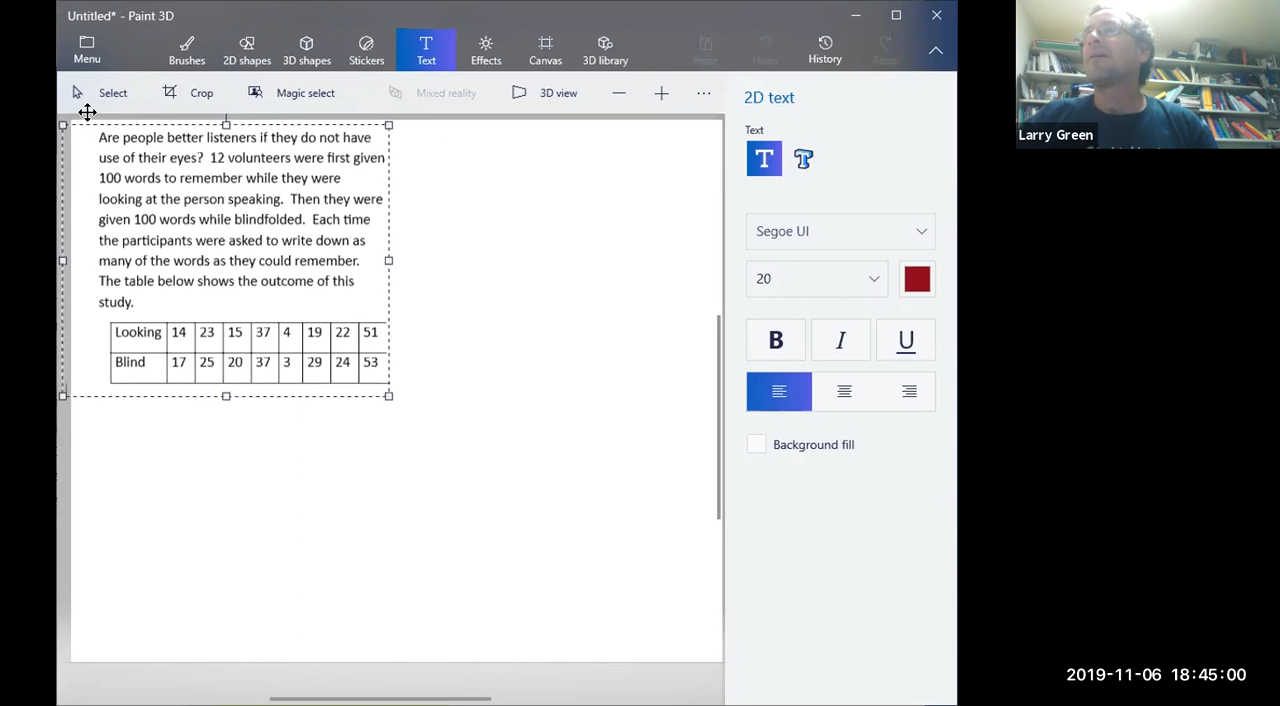 Untitled* - Paint 3D
Menu
Brushes
2D shapes
3D shapes
Stickers
Text
Effects
Canvas
3D library
Paste
Undo
History
Redo
Select
Crop
Magic select
Mixed reality
3D view
2D text
Text
Segoe UI
20
B I U
Background fill
Are people better listeners if they do not have
use of their eyes? 12 volunteers were first given
100 words to remember while they were
looking at the person speaking. Then they were
given 100 words while blindfolded. Each time
the participants were asked to write down as
many of the words as they could remember.
The table below shows the outcome of this
study.
Looking 14 23 15 37 4 19 22 51
Blind 17 25 20 37 3 29 24 53
Larry Green
2019-11-06 18:45:00